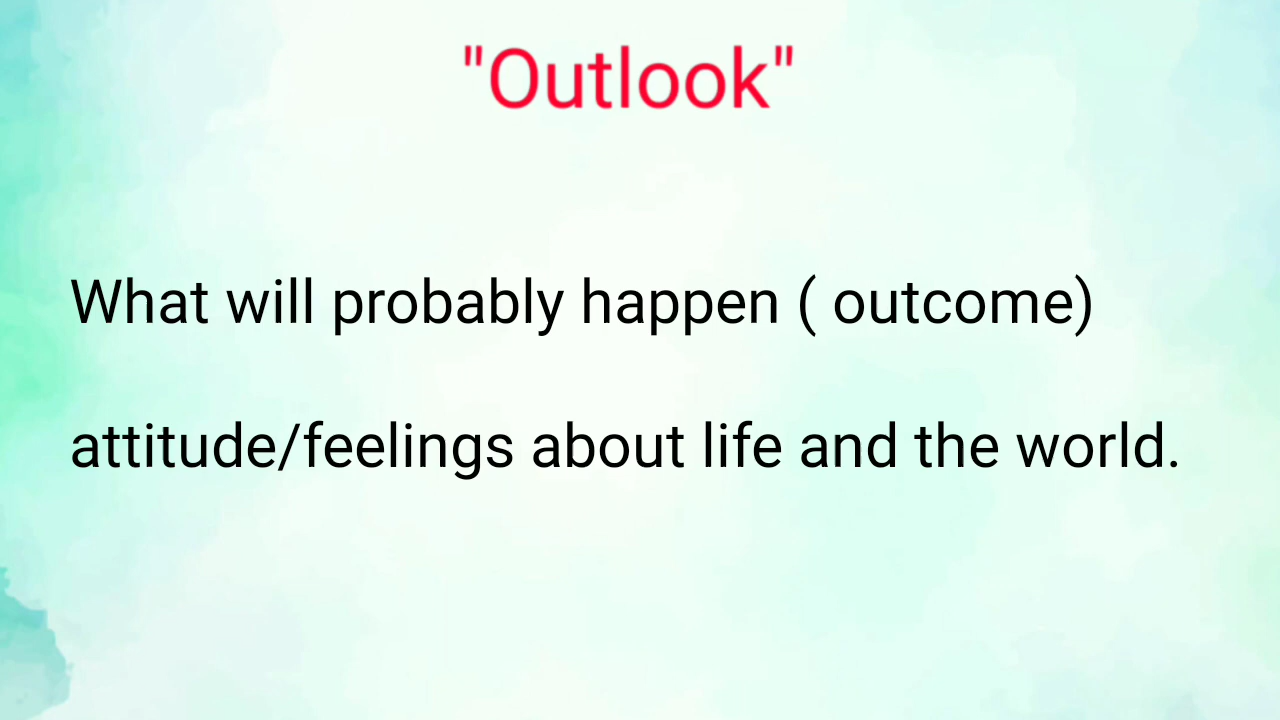 "Outlook"
What will probably happen ( outcome)
attitude/feelings about life and the world.